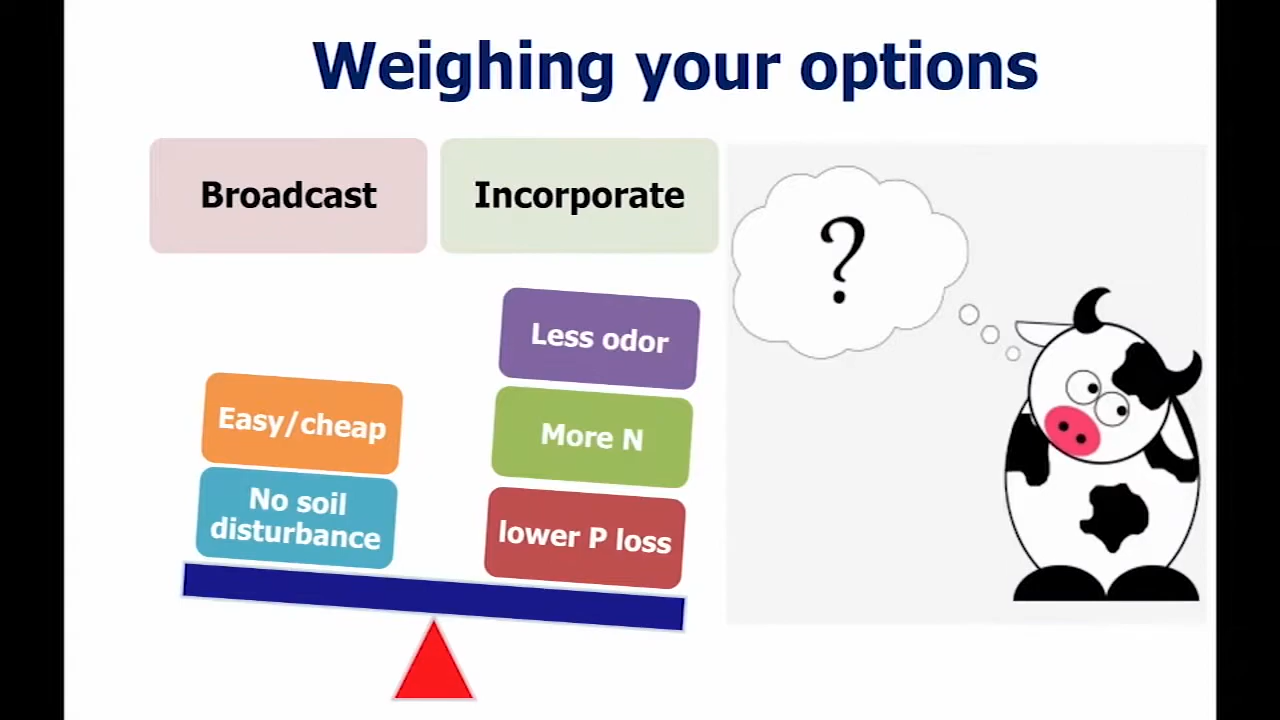 Weighing your options
Broadcast
Incorporate
?
Less odor
Easy/cheap
More N
No soil
disturbance
lower P loss